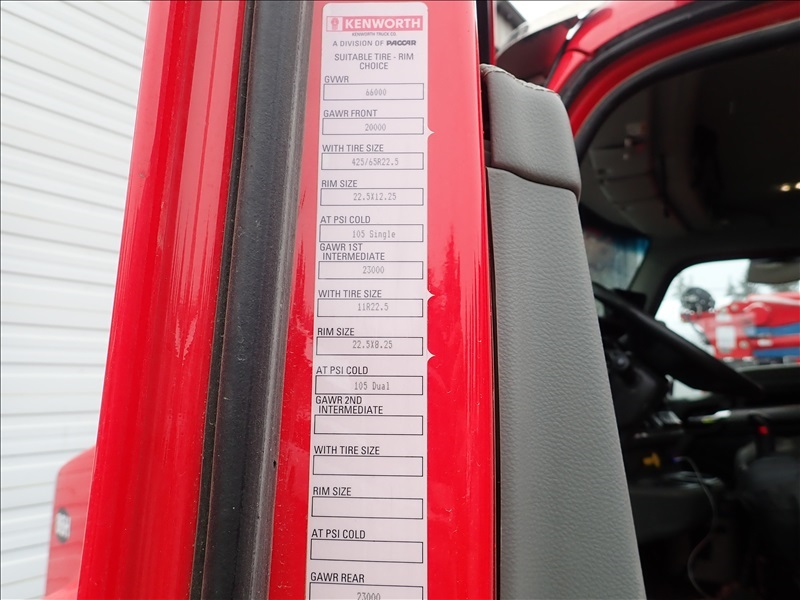 KENWORTH
KENWORTH TRUCK CO.
A DIVISION OF PACCAR
SUITABLE TIRE - RIM
CHOICE
GVWR
66000
GAWR FRONT
20000
WITH TIRE SIZE
425/65R22.5
RIM SIZE
22.5X12.25
AT PSI COLD
105 Single
GAWR 1ST
INTERMEDIATE
23000
WITH TIRE SIZE
11R22.5
RIM SIZE
22.5X8.25
AT PSI COLD
105 Dual
GAWR 2ND
INTERMEDIATE
WITH TIRE SIZE
RIM SIZE
AT PSI COLD
GAWR REAR
23000